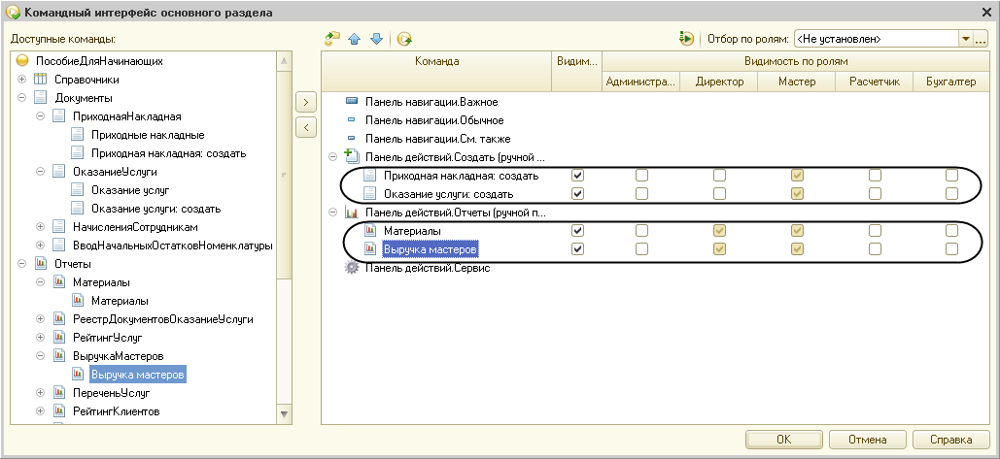 Командный интерфейс основного раздела
Доступные команды:
Отбор по ролям: <Не установлен>
ПособиеДляНачинающих
Справочники
Документы
ПриходнаяНакладная
Приходные накладные
Приходная накладная: создать
ОказаниеУслуги
Оказание услуг
Оказание услуги: создать
НачисленияСотрудникам
ВводНачальныхОстатковНоменклатуры
Отчеты
Материалы
Материалы
РеестрДокументовОказаниеУслуги
РейтингУслуг
ВыручкаМастеров
Выручка мастеров
ПереченьУслуг
РейтингКлиентов
Команда Видим... Видимость по ролям
Администра... Директор Мастер Расчетчик Бухгалтер
Панель навигации.Важное
Панель навигации.Обычное
Панель навигации.См. также
Панель действий.Создать (ручной ...
Приходная накладная: создать
Оказание услуги: создать
Панель действий.Отчеты (ручной п...
Материалы
Выручка мастеров
Панель действий.Сервис
OK Отмена Справка